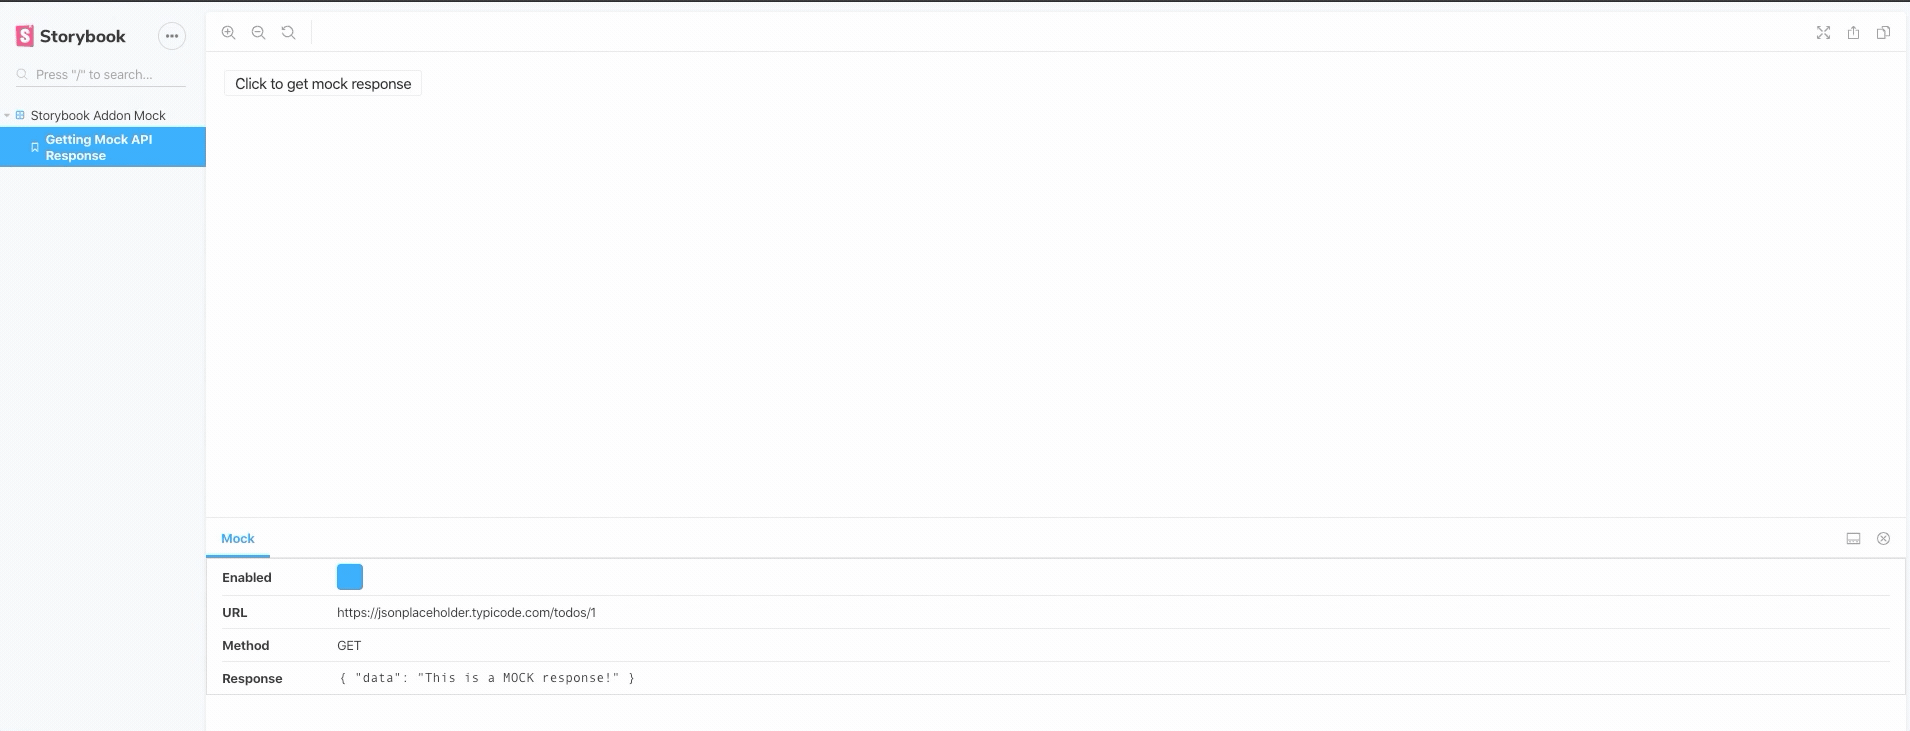 Storybook
Press "/" to search...
Storybook Addon Mock
Getting Mock API
Response
Click to get mock response
Mock
Enabled
URL https://jsonplaceholder.typicode.com/todos/1
Method GET
Response { "data": "This is a MOCK response!" }